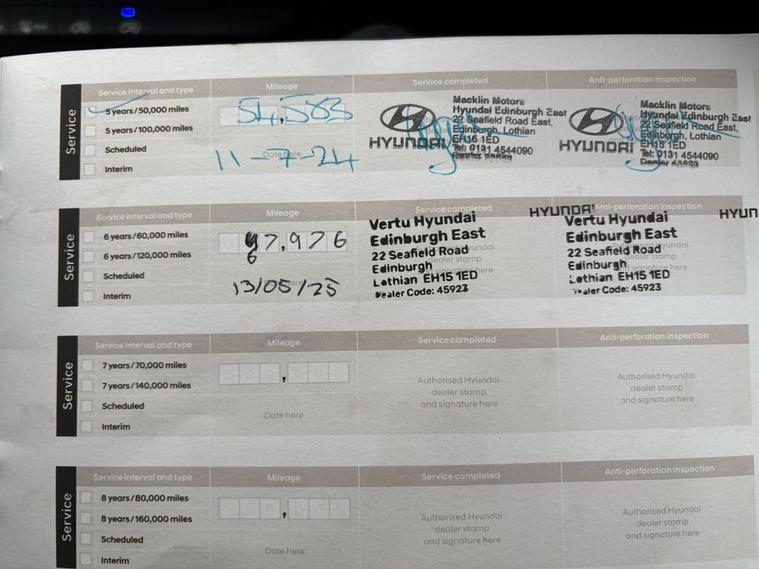 Service interval and type Mileage Service completed Anti-perforation inspection
Service
5 years/50,000 miles
5 years/100,000 miles
Scheduled
Interim
54,583
11-7-24
HYUNDAI
Macklin Motors
Hyundai Edinburgh East
22 Seafield Road East,
Edinburgh, Lothian
EH15 1ED
Tel: 0131 4544090
HYUNDAI
Macklin Motors
Hyundai Edinburgh East
22 Seafield Road East,
Edinburgh, Lothian
EH15 1ED
Tel: 0131 4544090
Service interval and type Mileage Service completed Anti-perforation inspection
Service
6 years/60,000 miles
6 years/120,000 miles
Scheduled
Interim
7,976
6
13/05/25
Vertu Hyundai
Edinburgh East
22 Seafield Road
Edinburgh
Lothian EH15 1ED
Dealer Code: 45923
HYUNDAI
Vertu Hyundai
Edinburgh East
22 Seafield Road
Edinburgh
Lothian EH15 1ED
Dealer Code: 45923
HYUN
Service interval and type Mileage Service completed Anti-perforation inspection
Service
7 years/70,000 miles
7 years/140,000 miles
Scheduled
Interim
,
Date here
Authorised Hyundai
dealer stamp
and signature here
Authorised Hyundai
dealer stamp
and signature here
Service interval and type Mileage Service completed Anti-perforation inspection
Service
8 years/80,000 miles
8 years/160,000 miles
Scheduled
Interim
,
Date here
Authorised Hyundai
dealer stamp
and signature here
Authorised Hyundai
dealer stamp
and signature here